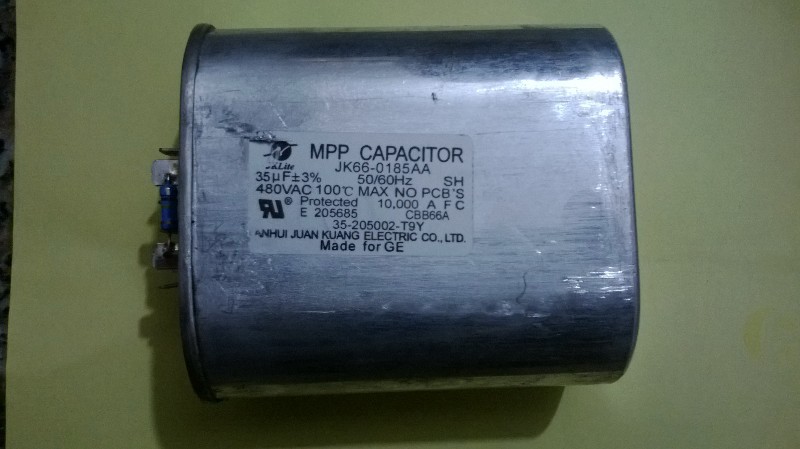 JKLite
MPP CAPACITOR
JK66-0185AA
35µF±3% 50/60Hz SH
480VAC 100℃ MAX NO PCB'S
Protected 10,000 A F C
E 205685 CBB66A
35-205002-T9Y
ANHUI JUAN KUANG ELECTRIC CO., LTD.
Made for GE